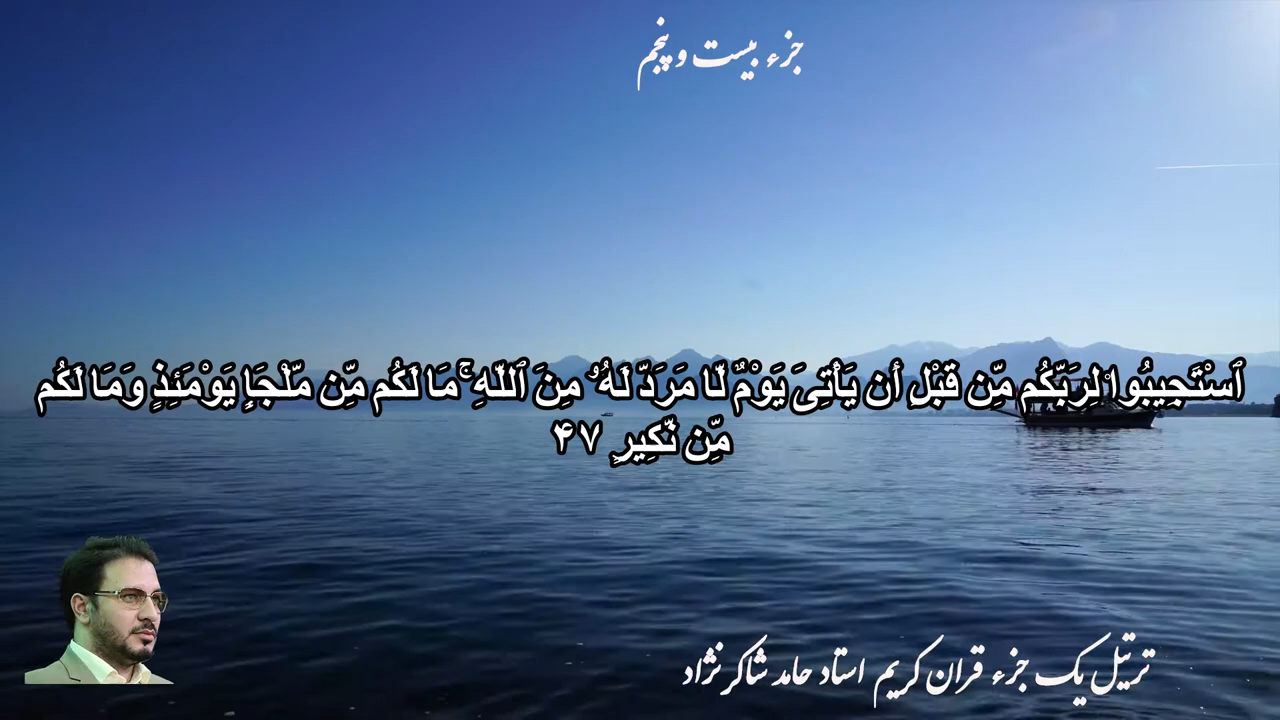 جزء بیست و پنجم
ٱسْتَجِيبُوا۟ لِرَبِّكُم مِّن قَبْلِ أَن يَأْتِىَ يَوْمٌ لَّا مَرَدَّ لَهُۥ مِنَ ٱللَّهِ ۚ مَا لَكُم مِّن مَّلْجَإٍ يَوْمَئِذٍ وَمَا لَكُم
مِّن نَّكِيرٍ ۴۷
ترتیل یک جزء قران کریم استاد حامد شاکرنژاد